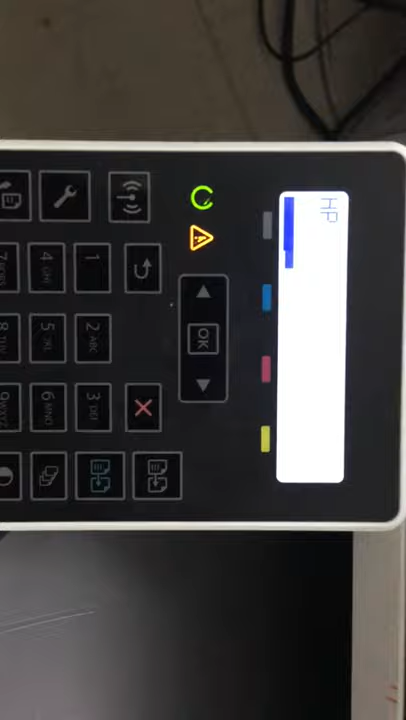 HP
OK
1
2 ABC
3 DEF
4 GHI
5 JKL
6 MNO
7 PQRS
8 TUV
9 WXYZ